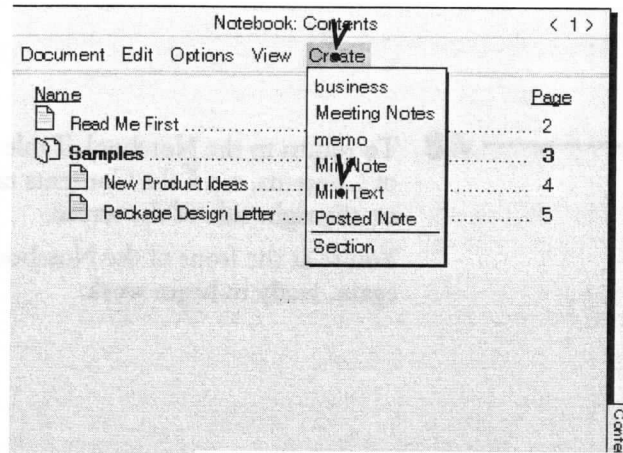 Notebook: Contents < 1 >
Document Edit Options View Create
business
Meeting Notes
memo
MiniNote
MiniText
Posted Note
Section
Name Page
Read Me First 2
Samples 3
New Product Ideas 4
Package Design Letter 5